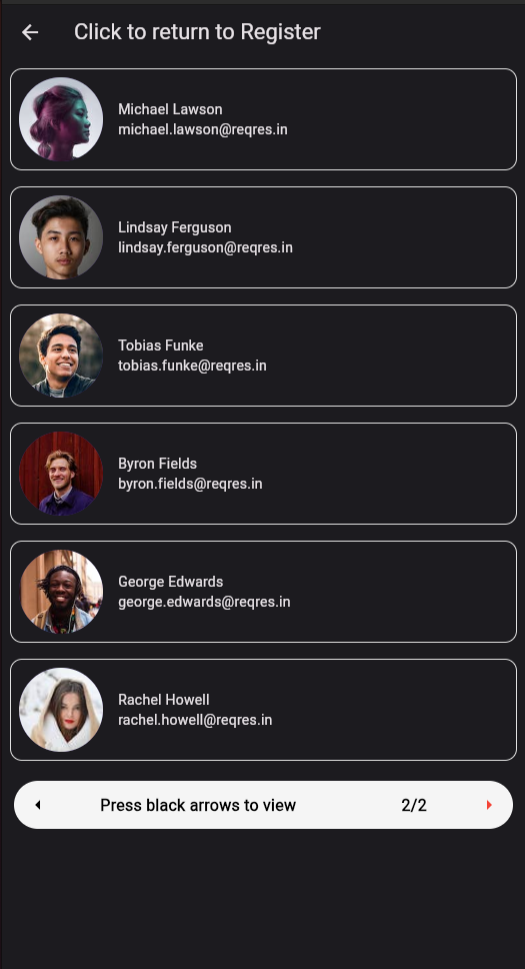 Click to return to Register
Michael Lawson
michael.lawson@reqres.in
Lindsay Ferguson
lindsay.ferguson@reqres.in
Tobias Funke
tobias.funke@reqres.in
Byron Fields
byron.fields@reqres.in
George Edwards
george.edwards@reqres.in
Rachel Howell
rachel.howell@reqres.in
Press black arrows to view 2/2